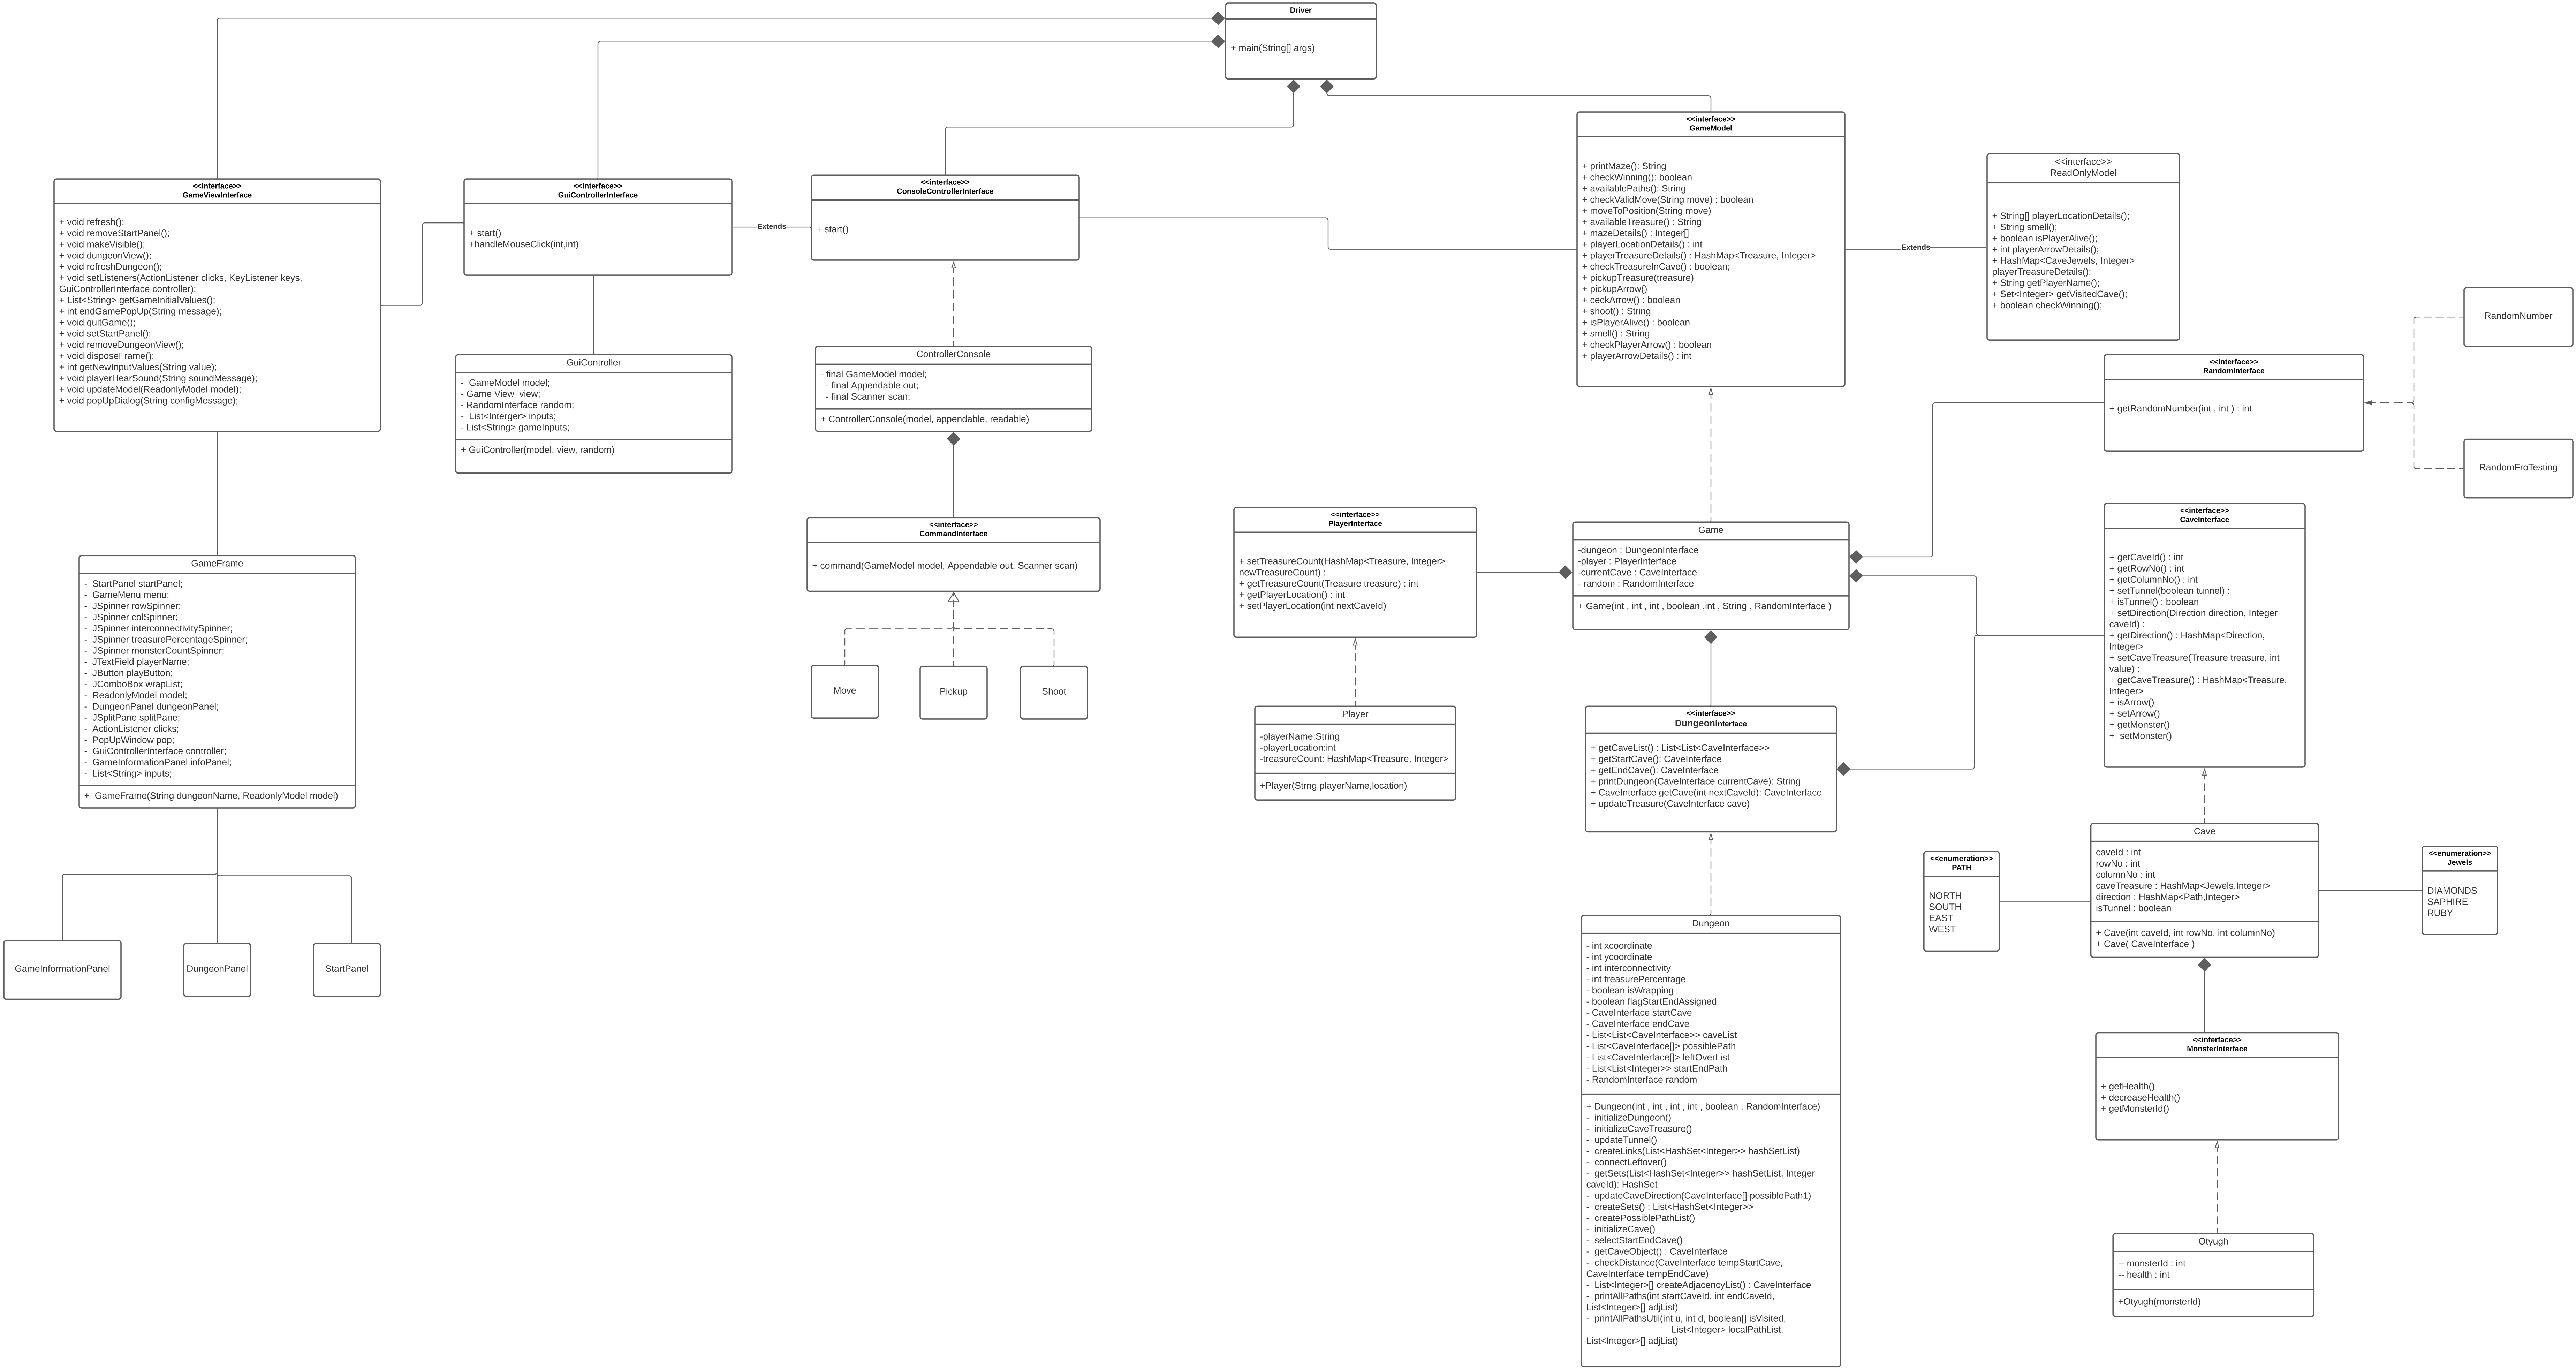 Driver
+ main(String[] args)
<<interface>>
GameModel
+ printMaze(): String
+ checkWinning(): boolean
+ availablePaths(): String
+ checkValidMove(String move) : boolean
+ moveToPosition(String move)
+ availableTreasure() : String
+ mazeDetails() : Integer[]
+ playerLocationDetails() : int
+ playerTreasureDetails() : HashMap<Treasure, Integer>
+ checkTreasureInCave() : boolean;
+ pickupTreasure(treasure)
+ pickupArrow()
+ ceckArrow() : boolean
+ shoot() : String
+ isPlayerAlive() : boolean
+ smell() : String
+ checkPlayerArrow() : boolean
+ playerArrowDetails() : int
Extends
<<interface>>
ReadOnlyModel
+ String[] playerLocationDetails();
+ String smell();
+ boolean isPlayerAlive();
+ int playerArrowDetails();
+ HashMap<CaveJewels, Integer>
playerTreasureDetails();
+ String getPlayerName();
+ Set<Integer> getVisitedCave();
+ boolean checkWinning();
<<interface>>
GameViewInterface
+ void refresh();
+ void removeStartPanel();
+ void makeVisible();
+ void dungeonView();
+ void refreshDungeon();
+ void setListeners(ActionListener clicks, KeyListener keys,
GuiControllerInterface controller);
+ List<String> getGameInitialValues();
+ int endGamePopUp(String message);
+ void quitGame();
+ void setStartPanel();
+ void removeDungeonView();
+ void disposeFrame();
+ int getNewInputValues(String value);
+ void playerHearSound(String soundMessage);
+ void updateModel(ReadonlyModel model);
+ void popUpDialog(String configMessage);
<<interface>>
GuiControllerInterface
+ start()
+handleMouseClick(int,int)
Extends
<<interface>>
ConsoleControllerInterface
+ start()
GuiController
-  GameModel model;
- Game View  view;
- RandomInterface random;
-  List<Interger> inputs;
- List<String> gameInputs;
+ GuiController(model, view, random)
ControllerConsole
- final GameModel model;
- final Appendable out;
- final Scanner scan;
+ ControllerConsole(model, appendable, readable)
<<interface>>
CommandInterface
+ command(GameModel model, Appendable out, Scanner scan)
Move
Pickup
Shoot
GameFrame
-  StartPanel startPanel;
-  GameMenu menu;
-  JSpinner rowSpinner;
-  JSpinner colSpinner;
-  JSpinner interconnectivitySpinner;
-  JSpinner treasurePercentageSpinner;
-  JSpinner monsterCountSpinner;
-  JTextField playerName;
-  JButton playButton;
-  JComboBox wrapList;
-  ReadonlyModel model;
-  DungeonPanel dungeonPanel;
-  JSplitPane splitPane;
-  ActionListener clicks;
-  PopUpWindow pop;
-  GuiControllerInterface controller;
-  GameInformationPanel infoPanel;
-  List<String> inputs;
+  GameFrame(String dungeonName, ReadonlyModel model)
GameInformationPanel
DungeonPanel
StartPanel
RandomNumber
<<interface>>
RandomInterface
+ getRandomNumber(int , int ) : int
RandomFroTesting
<<interface>>
PlayerInterface
+ setTreasureCount(HashMap<Treasure, Integer>
newTreasureCount) :
+ getTreasureCount(Treasure treasure) : int
+ getPlayerLocation() : int
+ setPlayerLocation(int nextCaveId)
Game
-dungeon : DungeonInterface
-player : PlayerInterface
-currentCave : CaveInterface
- random : RandomInterface
+ Game(int , int , int , boolean ,int , String , RandomInterface )
<<interface>>
CaveInterface
+ getCaveId() : int
+ getRowNo() : int
+ getColumnNo() : int
+ setTunnel(boolean tunnel) :
+ isTunnel() : boolean
+ setDirection(Direction direction, Integer
caveId) :
+ getDirection() : HashMap<Direction,
Integer>
+ setCaveTreasure(Treasure treasure, int
value) :
+ getCaveTreasure() : HashMap<Treasure,
Integer>
+ isArrow()
+ setArrow()
+ getMonster()
+  setMonster()
Player
-playerName:String
-playerLocation:int
-treasureCount: HashMap<Treasure, Integer>
+Player(Strng playerName,location)
<<interface>>
DungeonInterface
+ getCaveList() : List<List<CaveInterface>>
+ getStartCave(): CaveInterface
+ getEndCave(): CaveInterface
+ printDungeon(CaveInterface currentCave): String
+ CaveInterface getCave(int nextCaveId): CaveInterface
+ updateTreasure(CaveInterface cave)
Dungeon
- int xcoordinate
- int ycoordinate
- int interconnectivity
- int treasurePercentage
- boolean isWrapping
- boolean flagStartEndAssigned
- CaveInterface startCave
- CaveInterface endCave
- List<List<CaveInterface>> caveList
- List<CaveInterface[]> possiblePath
- List<CaveInterface[]> leftOverList
- List<List<Integer>> startEndPath
- RandomInterface random
+ Dungeon(int , int , int , int , boolean , RandomInterface)
-  initializeDungeon()
-  initializeCaveTreasure()
-  updateTunnel()
-  createLinks(List<HashSet<Integer>> hashSetList)
-  connectLeftover()
-  getSets(List<HashSet<Integer>> hashSetList, Integer
caveId): HashSet
-  updateCaveDirection(CaveInterface[] possiblePath1)
-  createSets() : List<HashSet<Integer>>
-  createPossiblePathList()
-  initializeCave()
-  selectStartEndCave()
-  getCaveObject() : CaveInterface
-  checkDistance(CaveInterface tempStartCave,
CaveInterface tempEndCave)
-  List<Integer>[] createAdjacencyList() : CaveInterface
-  printAllPaths(int startCaveId, int endCaveId,
List<Integer>[] adjList)
-  printAllPathsUtil(int u, int d, boolean[] isVisited,
List<Integer> localPathList,
List<Integer>[] adjList)
<<enumeration>>
PATH
NORTH
SOUTH
EAST
WEST
Cave
caveId : int
rowNo : int
columnNo : int
caveTreasure : HashMap<Jewels,Integer>
direction : HashMap<Path,Integer>
isTunnel : boolean
+ Cave(int caveId, int rowNo, int columnNo)
+ Cave( CaveInterface )
<<enumeration>>
Jewels
DIAMONDS
SAPHIRE
RUBY
<<interface>>
MonsterInterface
+ getHealth()
+ decreaseHealth()
+ getMonsterId()
Otyugh
-- monsterId : int
-- health : int
+Otyugh(monsterId)